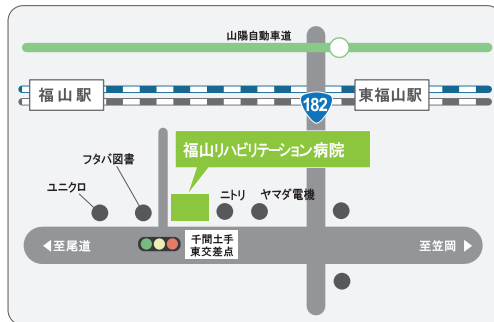 山陽自動車道
福山駅
182
東福山駅
福山リハビリテーション病院
フタバ図書
ユニクロ
ニトリ
ヤマダ電機
◀至尾道
千間土手
東交差点
至笠岡▶